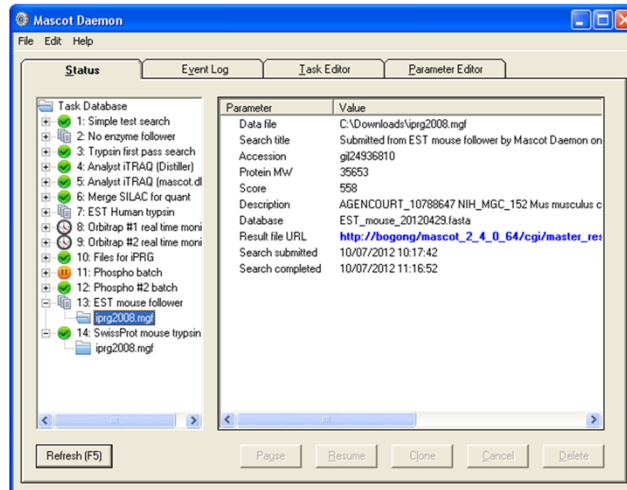 Mascot Daemon
File Edit Help
Status Event Log Task Editor Parameter Editor
Task Database
1: Simple test search
2: No enzyme follower
3: Trypsin first pass search
4: Analyst iTRAQ (Distiller)
5: Analyst iTRAQ (mascot.dl
6: Merge SILAC for quant
7: EST Human trypsin
8: Orbitrap #1 real time moni
9: Orbitrap #2 real time moni
10: Files for iPRG
11: Phospho batch
12: Phospho #2 batch
13: EST mouse follower
iprg2008.mgf
14: SwissProt mouse trypsin
iprg2008.mgf
Parameter Value
Data file C:\Downloads\iprg2008.mgf
Search title Submitted from EST mouse follower by Mascot Daemon on
Accession gi|24936810
Protein MW 35653
Score 558
Description AGENCOURT_10788647 NIH_MGC_152 Mus musculus c
Database EST_mouse_20120429.fasta
Result file URL http://bogong/mascot_2_4_0_64/cgi/master_res
Search submitted 10/07/2012 10:17:42
Search completed 10/07/2012 11:16:52
Refresh (F5) Pause Resume Clone Cancel Delete